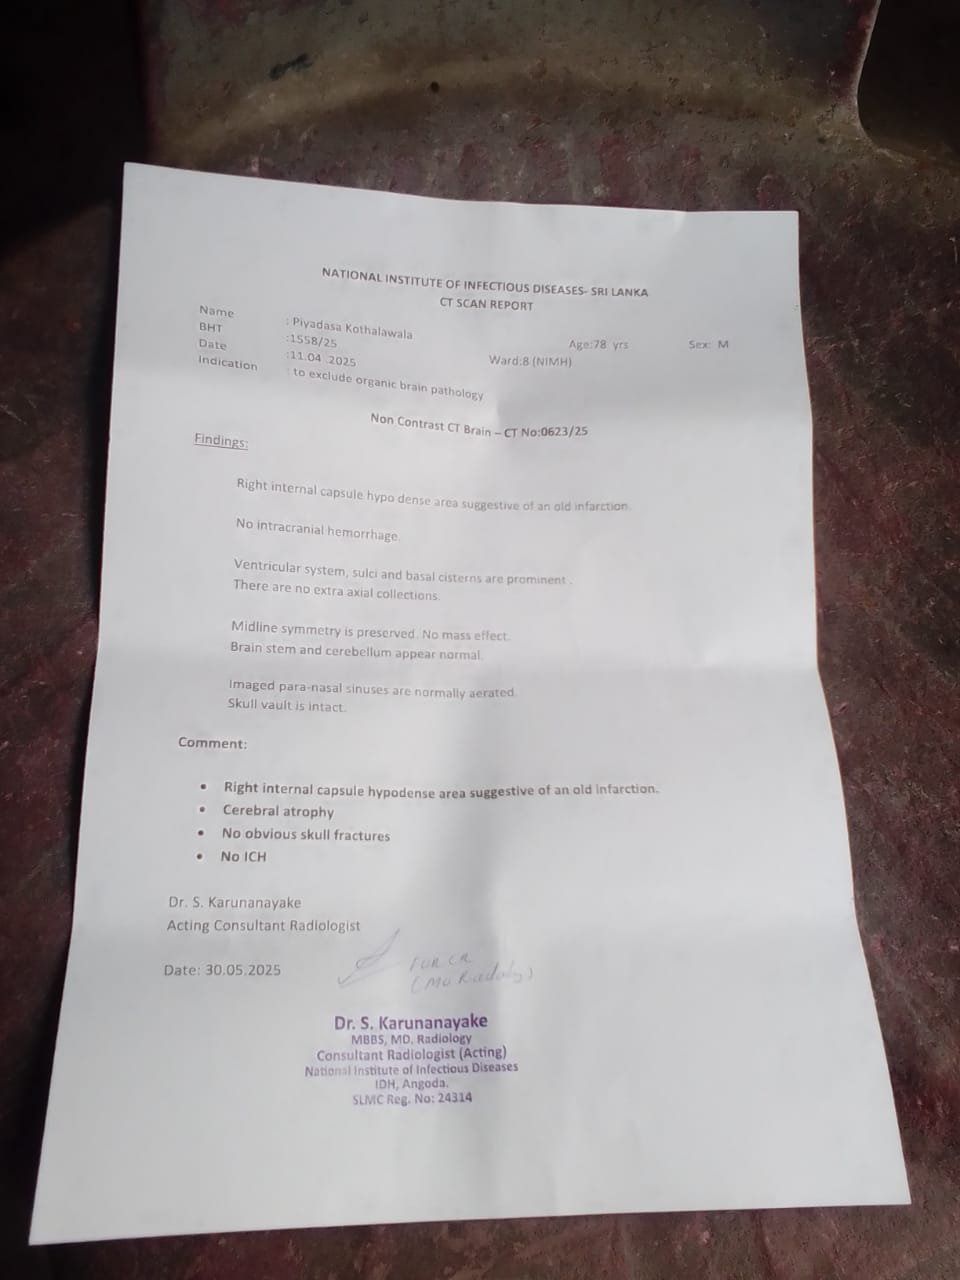 NATIONAL INSTITUTE OF INFECTIOUS DISEASES- SRI LANKA
CT SCAN REPORT
Name : Piyadasa Kothalawala Age:78 yrs Sex: M
BHT :1558/25 Ward:8 (NIMH)
Date :11.04 .2025
Indication : to exclude organic brain pathology
Non Contrast CT Brain – CT No:0623/25
Findings:
Right internal capsule hypo dense area suggestive of an old infarction.
No intracranial hemorrhage.
Ventricular system, sulci and basal cisterns are prominent .
There are no extra axial collections.
Midline symmetry is preserved. No mass effect.
Brain stem and cerebellum appear normal.
Imaged para-nasal sinuses are normally aerated.
Skull vault is intact.
Comment:
• Right internal capsule hypodense area suggestive of an old infarction.
• Cerebral atrophy
• No obvious skull fractures
• No ICH
Dr. S. Karunanayake
Acting Consultant Radiologist
Date: 30.05.2025
FOR CR
(MO
Dr. S. Karunanayake
MBBS, MD. Radiology
Consultant Radiologist (Acting)
National Institute of Infectious Diseases
IDH, Angoda.
SLMC Reg. No: 24314